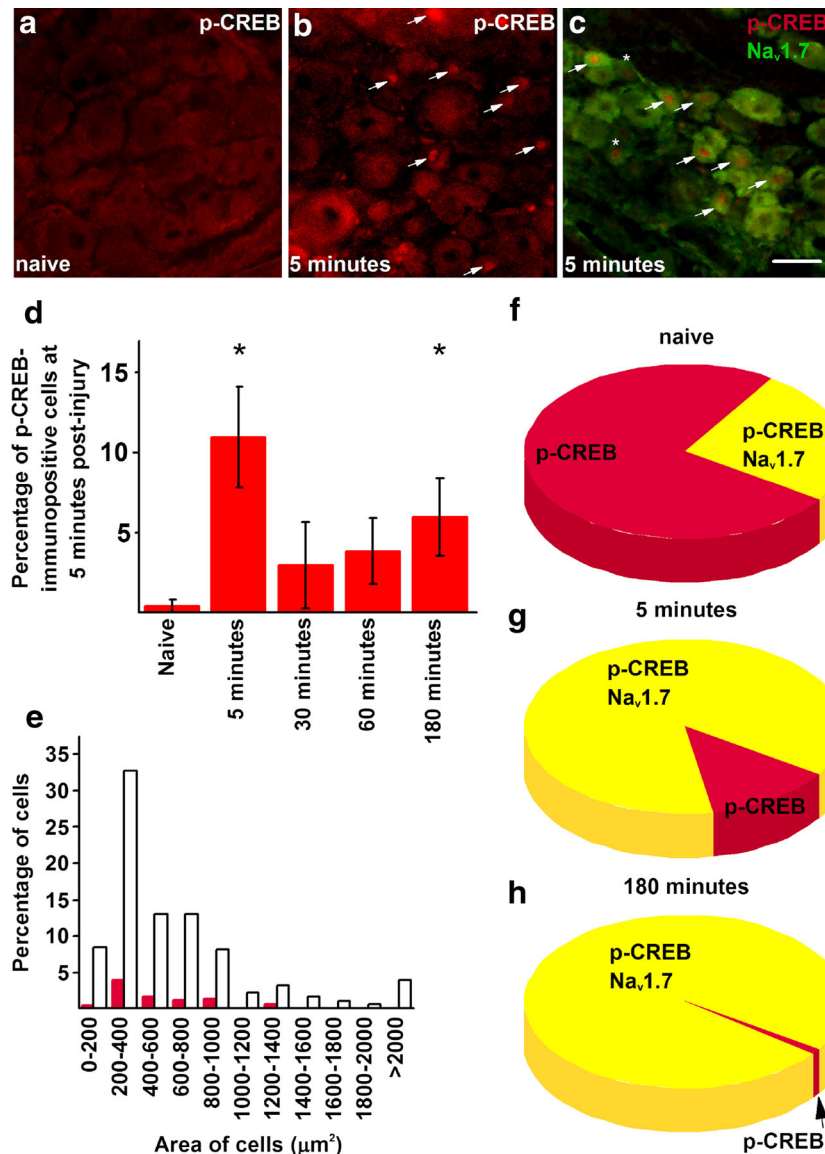 a
p-CREB
naive
b
p-CREB
5 minutes
c
p-CREB
Naᵥ1.7
*
*
5 minutes
d
Percentage of p-CREB-
immunopositive cells at
5 minutes post-injury
15
10
5
*
*
Naive
5 minutes
30 minutes
60 minutes
180 minutes
e
Percentage of cells
35
30
25
20
15
10
5
0-200
200-400
400-600
600-800
800-1000
1000-1200
1200-1400
1400-1600
1600-1800
1800-2000
>2000
Area of cells (μm²)
f
naive
p-CREB
p-CREB
Naᵥ1.7
g
5 minutes
p-CREB
Naᵥ1.7
p-CREB
h
180 minutes
p-CREB
Naᵥ1.7
p-CREB